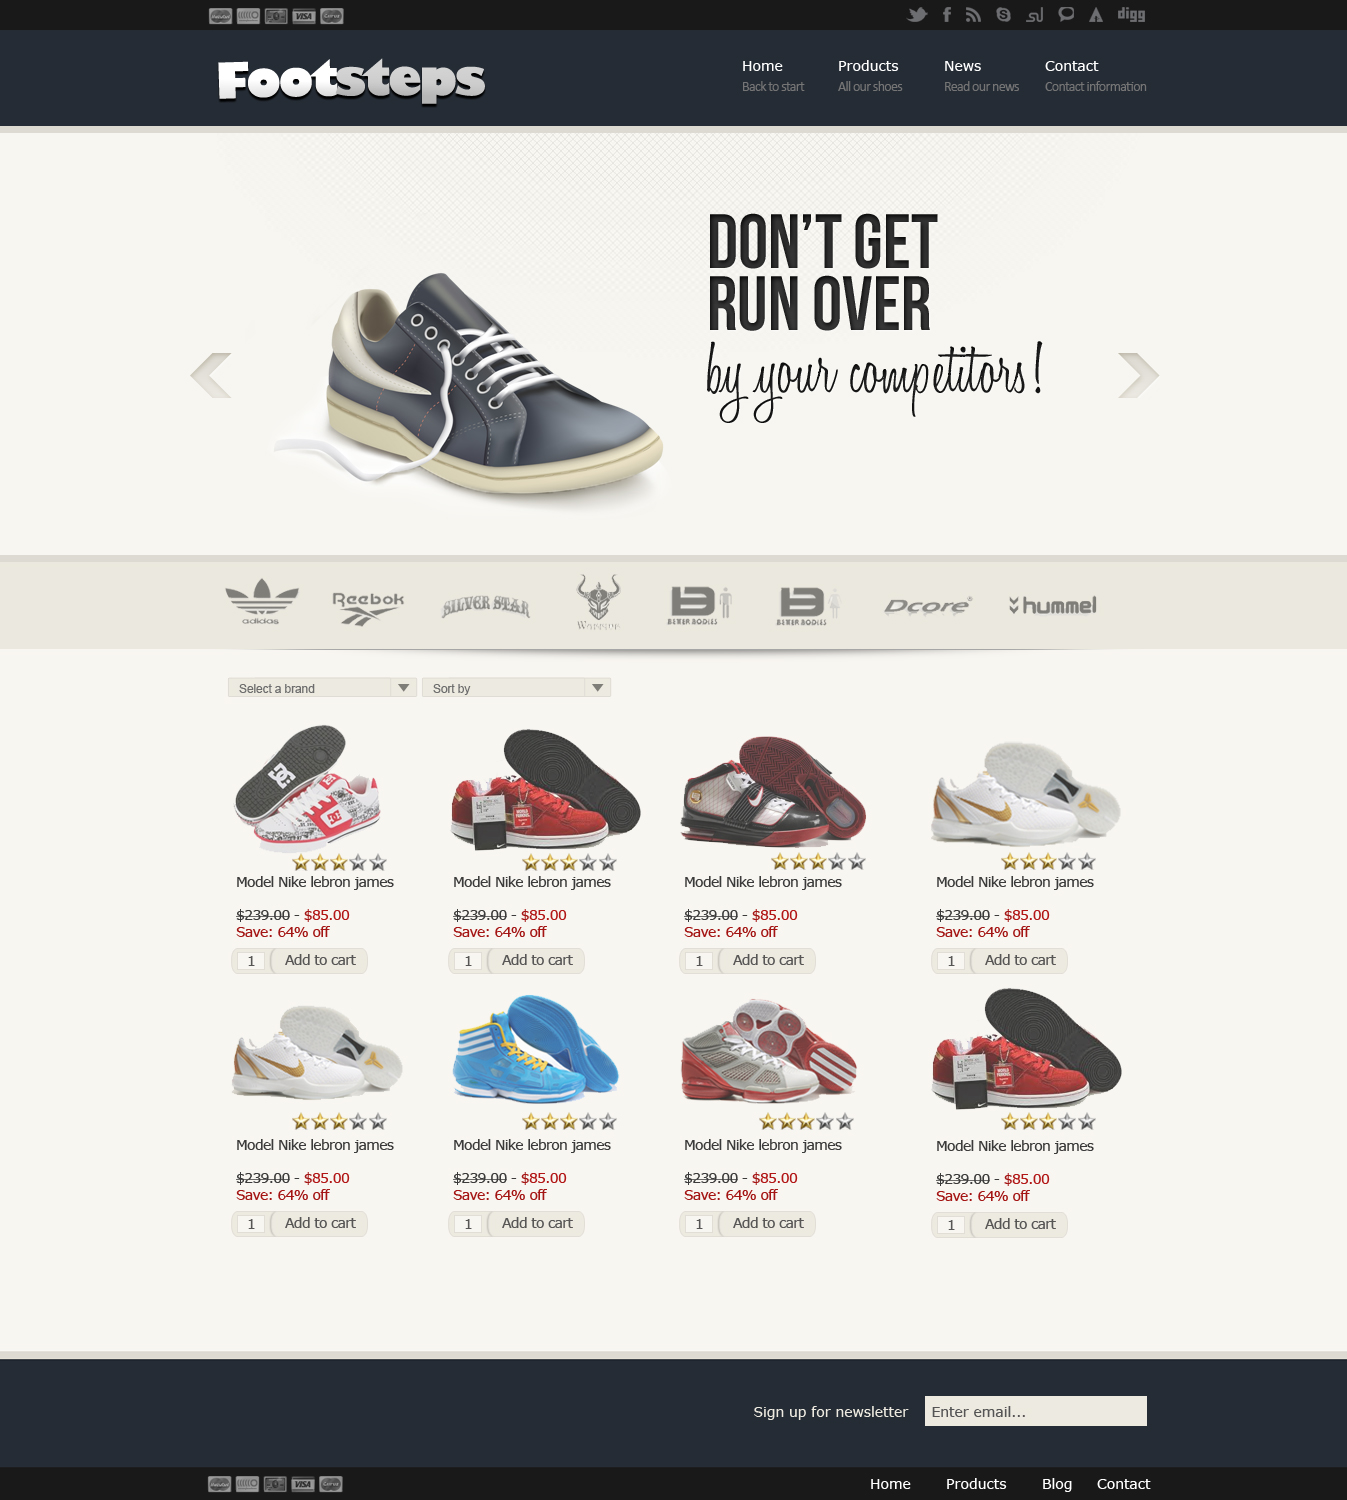 VISA
digg
Footsteps
Home Products News Contact
Back to start All our shoes Read our news Contact information
DON'T GET
RUN OVER
by your competitors!
adidas Reebok SILVER STAR WARRIOR BEWER BODIES BEWER BODIES Dcore hummel
Select a brand Sort by
Model Nike lebron james Model Nike lebron james Model Nike lebron james Model Nike lebron james
$239.00 - $85.00 $239.00 - $85.00 $239.00 - $85.00 $239.00 - $85.00
Save: 64% off Save: 64% off Save: 64% off Save: 64% off
1 Add to cart 1 Add to cart 1 Add to cart 1 Add to cart
Model Nike lebron james Model Nike lebron james Model Nike lebron james Model Nike lebron james
$239.00 - $85.00 $239.00 - $85.00 $239.00 - $85.00 $239.00 - $85.00
Save: 64% off Save: 64% off Save: 64% off Save: 64% off
1 Add to cart 1 Add to cart 1 Add to cart 1 Add to cart
Sign up for newsletter Enter email...
VISA
Home Products Blog Contact